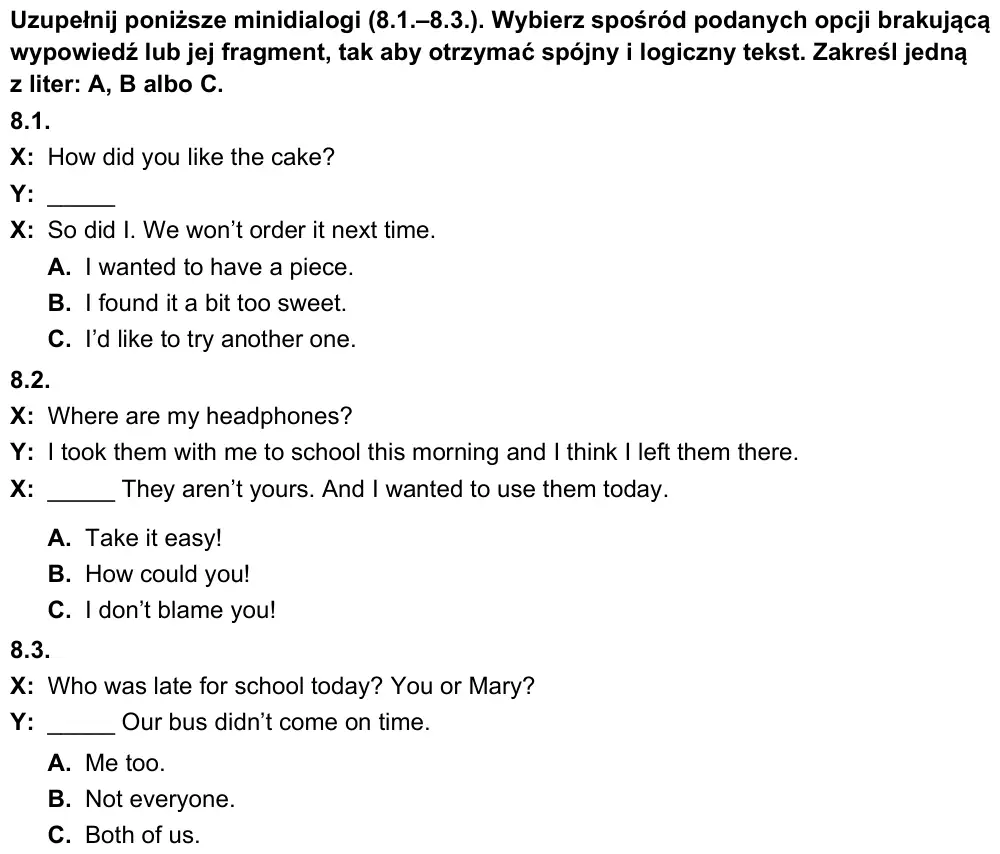 Uzupełnij poniższe minidialogi (8.1.–8.3.). Wybierz spośród podanych opcji brakującą
wypowiedź lub jej fragment, tak aby otrzymać spójny i logiczny tekst. Zakreśl jedną
z liter: A, B albo C.
8.1.
X: How did you like the cake?
Y: _____
X: So did I. We won’t order it next time.
A. I wanted to have a piece.
B. I found it a bit too sweet.
C. I’d like to try another one.
8.2.
X: Where are my headphones?
Y: I took them with me to school this morning and I think I left them there.
X: _____ They aren’t yours. And I wanted to use them today.
A. Take it easy!
B. How could you!
C. I don’t blame you!
8.3.
X: Who was late for school today? You or Mary?
Y: _____ Our bus didn’t come on time.
A. Me too.
B. Not everyone.
C. Both of us.